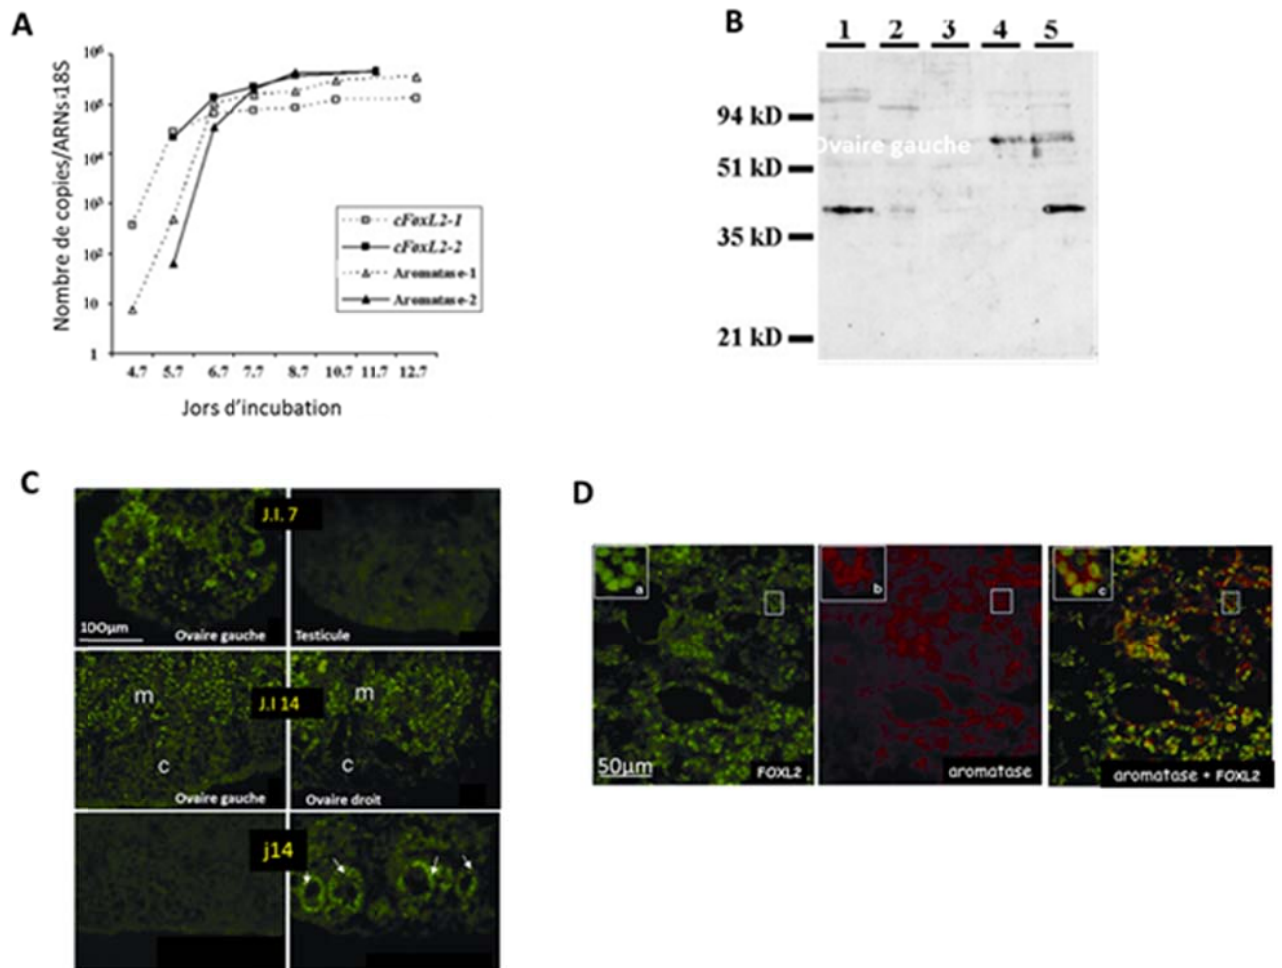 A
10⁶
10⁵
10⁴
10³
10²
10
1
Nombre de copies/ARNs·18S
4.7 5.7 6.7 7.7 8.7 10.7 11.7 12.7
Jors d’incubation
cFoxL2-1
cFoxL2-2
Aromatase-1
Aromatase-2
B
1 2 3 4 5
94 kD
Ovaire gauche
51 kD
35 kD
21 kD
C
J.I. 7
100µm
Ovaire gauche
Testicule
m m
J.I 14
c c
Ovaire gauche
Ovaire droit
j14
D
a b c
50µm
FOXL2
aromatase
aromatase + FOXL2